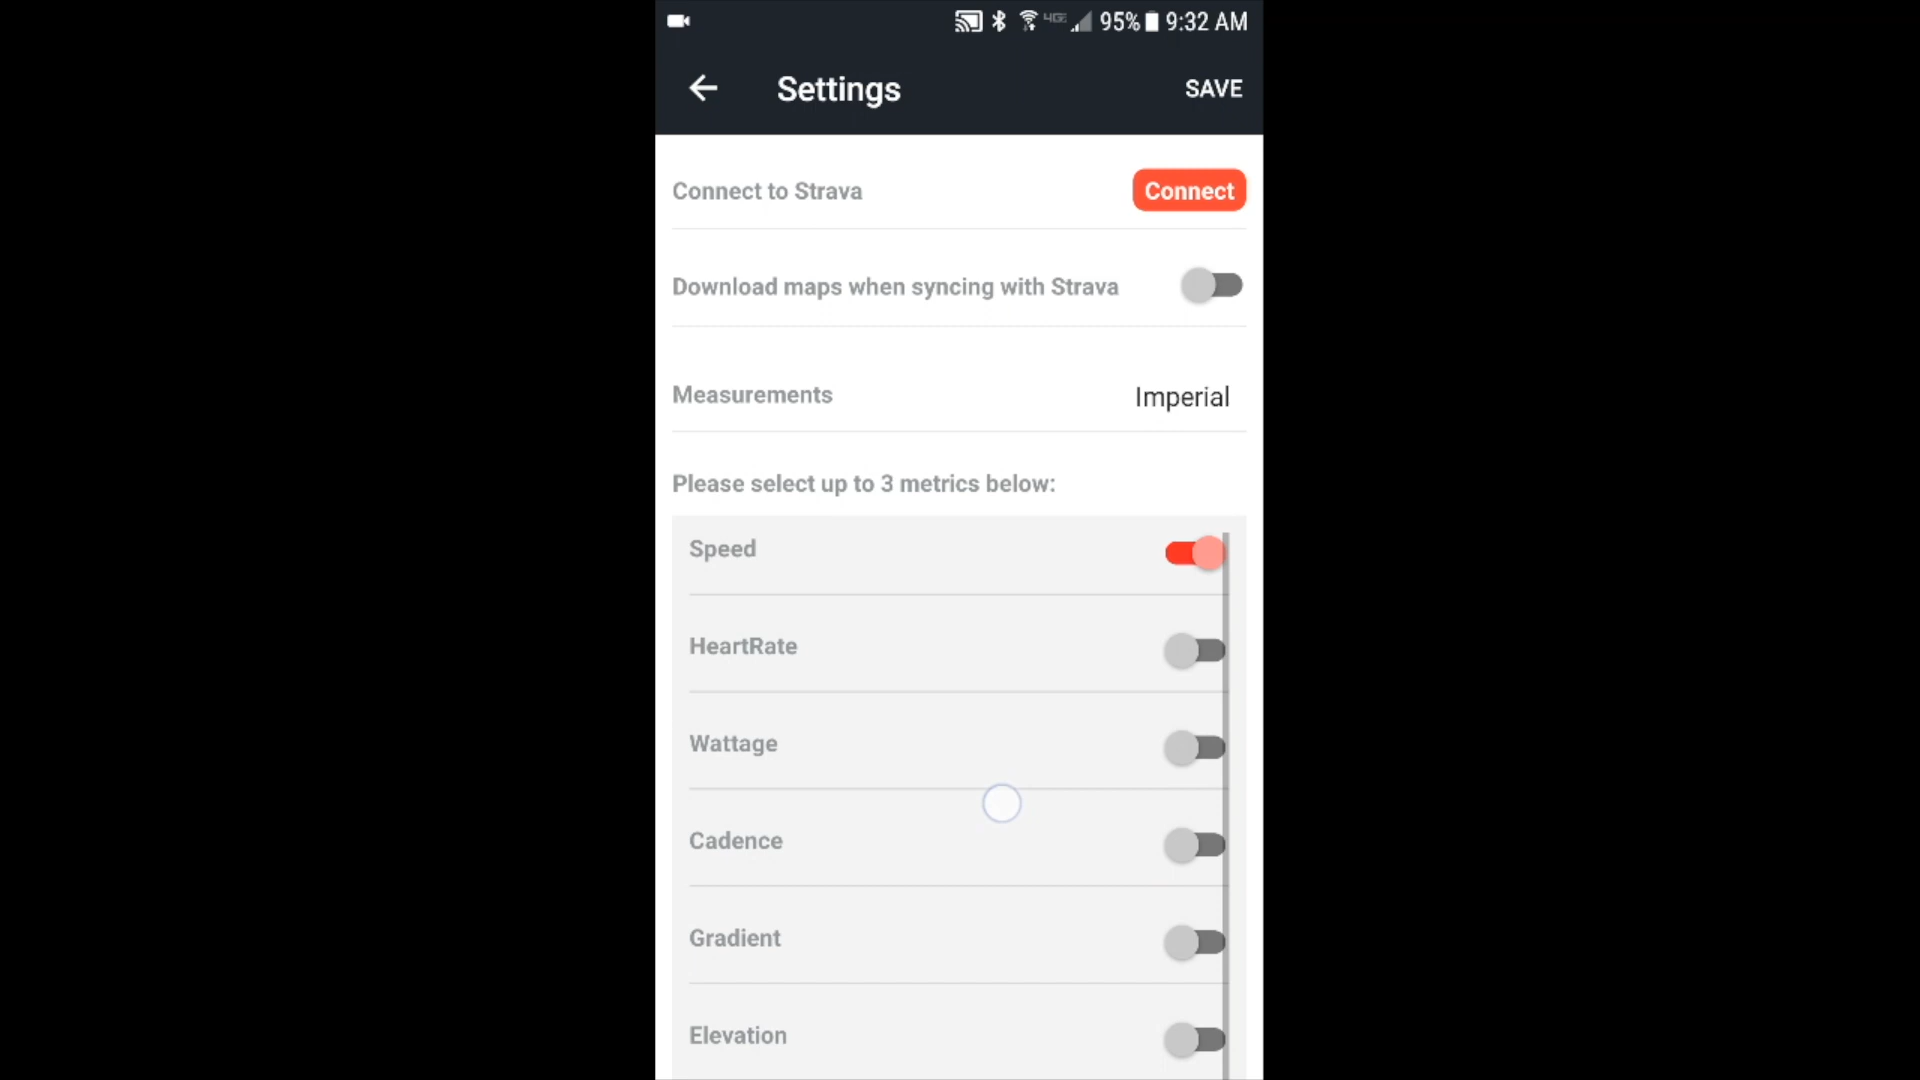 95% 9:32 AM
Settings
SAVE
Connect to Strava
Connect
Download maps when syncing with Strava
Measurements
Imperial
Please select up to 3 metrics below:
Speed
HeartRate
Wattage
Cadence
Gradient
Elevation